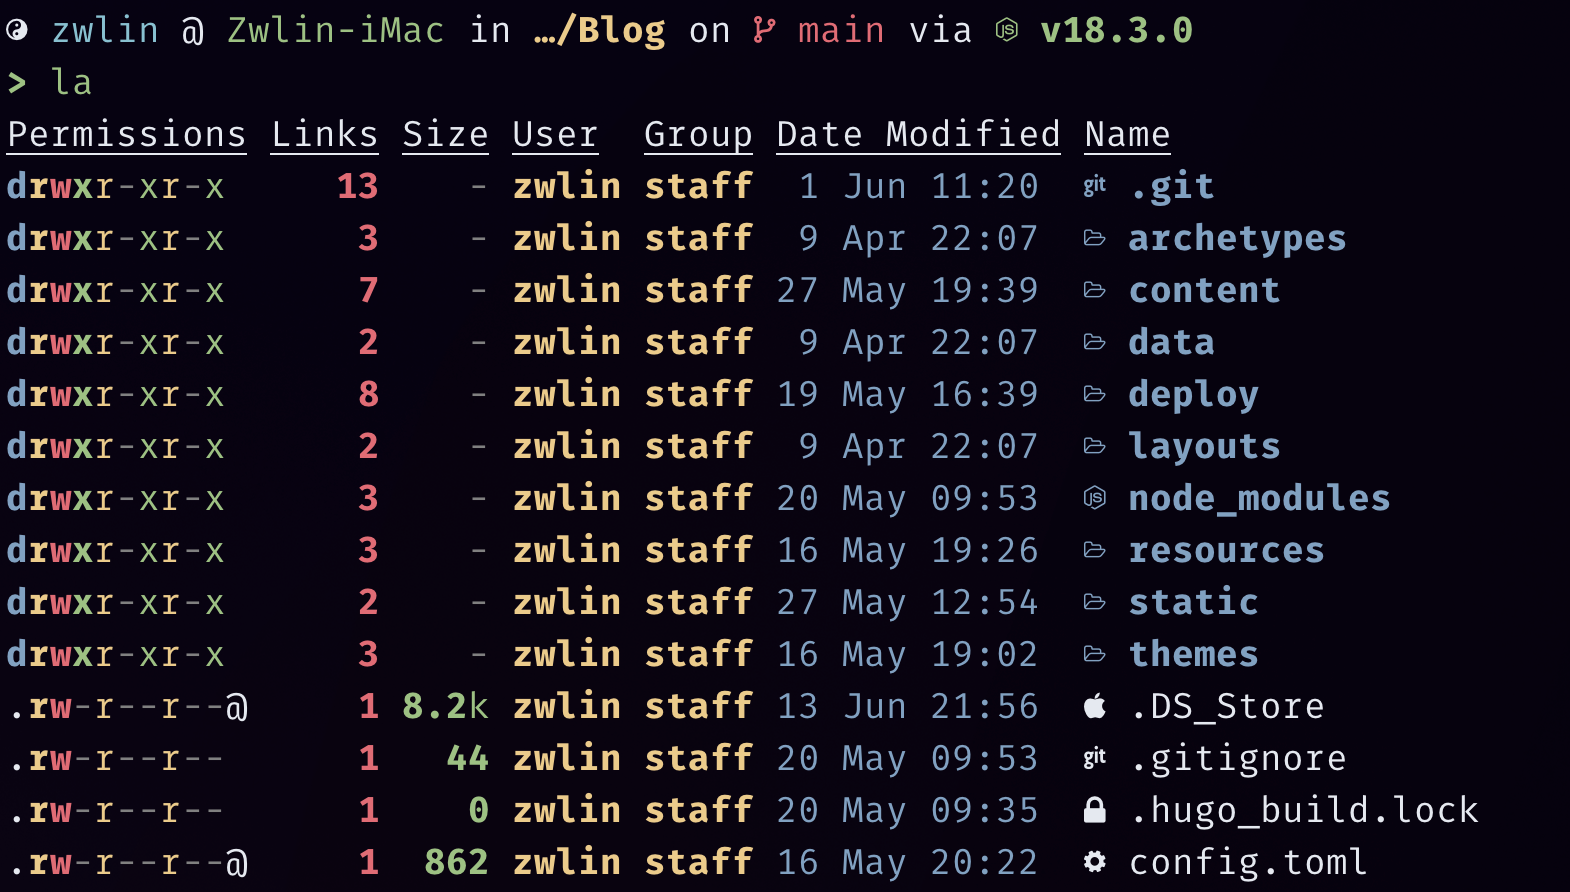 zwlin @ Zwlin-iMac in …/Blog on main via v18.3.0
> la
Permissions Links Size User Group Date Modified Name
drwxr-xr-x 13 - zwlin staff 1 Jun 11:20 git .git
drwxr-xr-x 3 - zwlin staff 9 Apr 22:07 archetypes
drwxr-xr-x 7 - zwlin staff 27 May 19:39 content
drwxr-xr-x 2 - zwlin staff 9 Apr 22:07 data
drwxr-xr-x 8 - zwlin staff 19 May 16:39 deploy
drwxr-xr-x 2 - zwlin staff 9 Apr 22:07 layouts
drwxr-xr-x 3 - zwlin staff 20 May 09:53 node_modules
drwxr-xr-x 3 - zwlin staff 16 May 19:26 resources
drwxr-xr-x 2 - zwlin staff 27 May 12:54 static
drwxr-xr-x 3 - zwlin staff 16 May 19:02 themes
.rw-r--r--@ 1 8.2k zwlin staff 13 Jun 21:56 .DS_Store
.rw-r--r-- 1 44 zwlin staff 20 May 09:53 git .gitignore
.rw-r--r-- 1 0 zwlin staff 20 May 09:35 .hugo_build.lock
.rw-r--r--@ 1 862 zwlin staff 16 May 20:22 config.toml